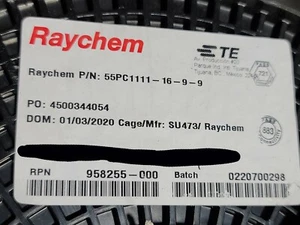 Raychem
TE
Raychem P/N: 55PC1111-16-9-9
PO: 4500344054
DOM: 01/03/2020 Cage/Mfr: SU473/ Raychem
RPN 958255-000 Batch 0220700298